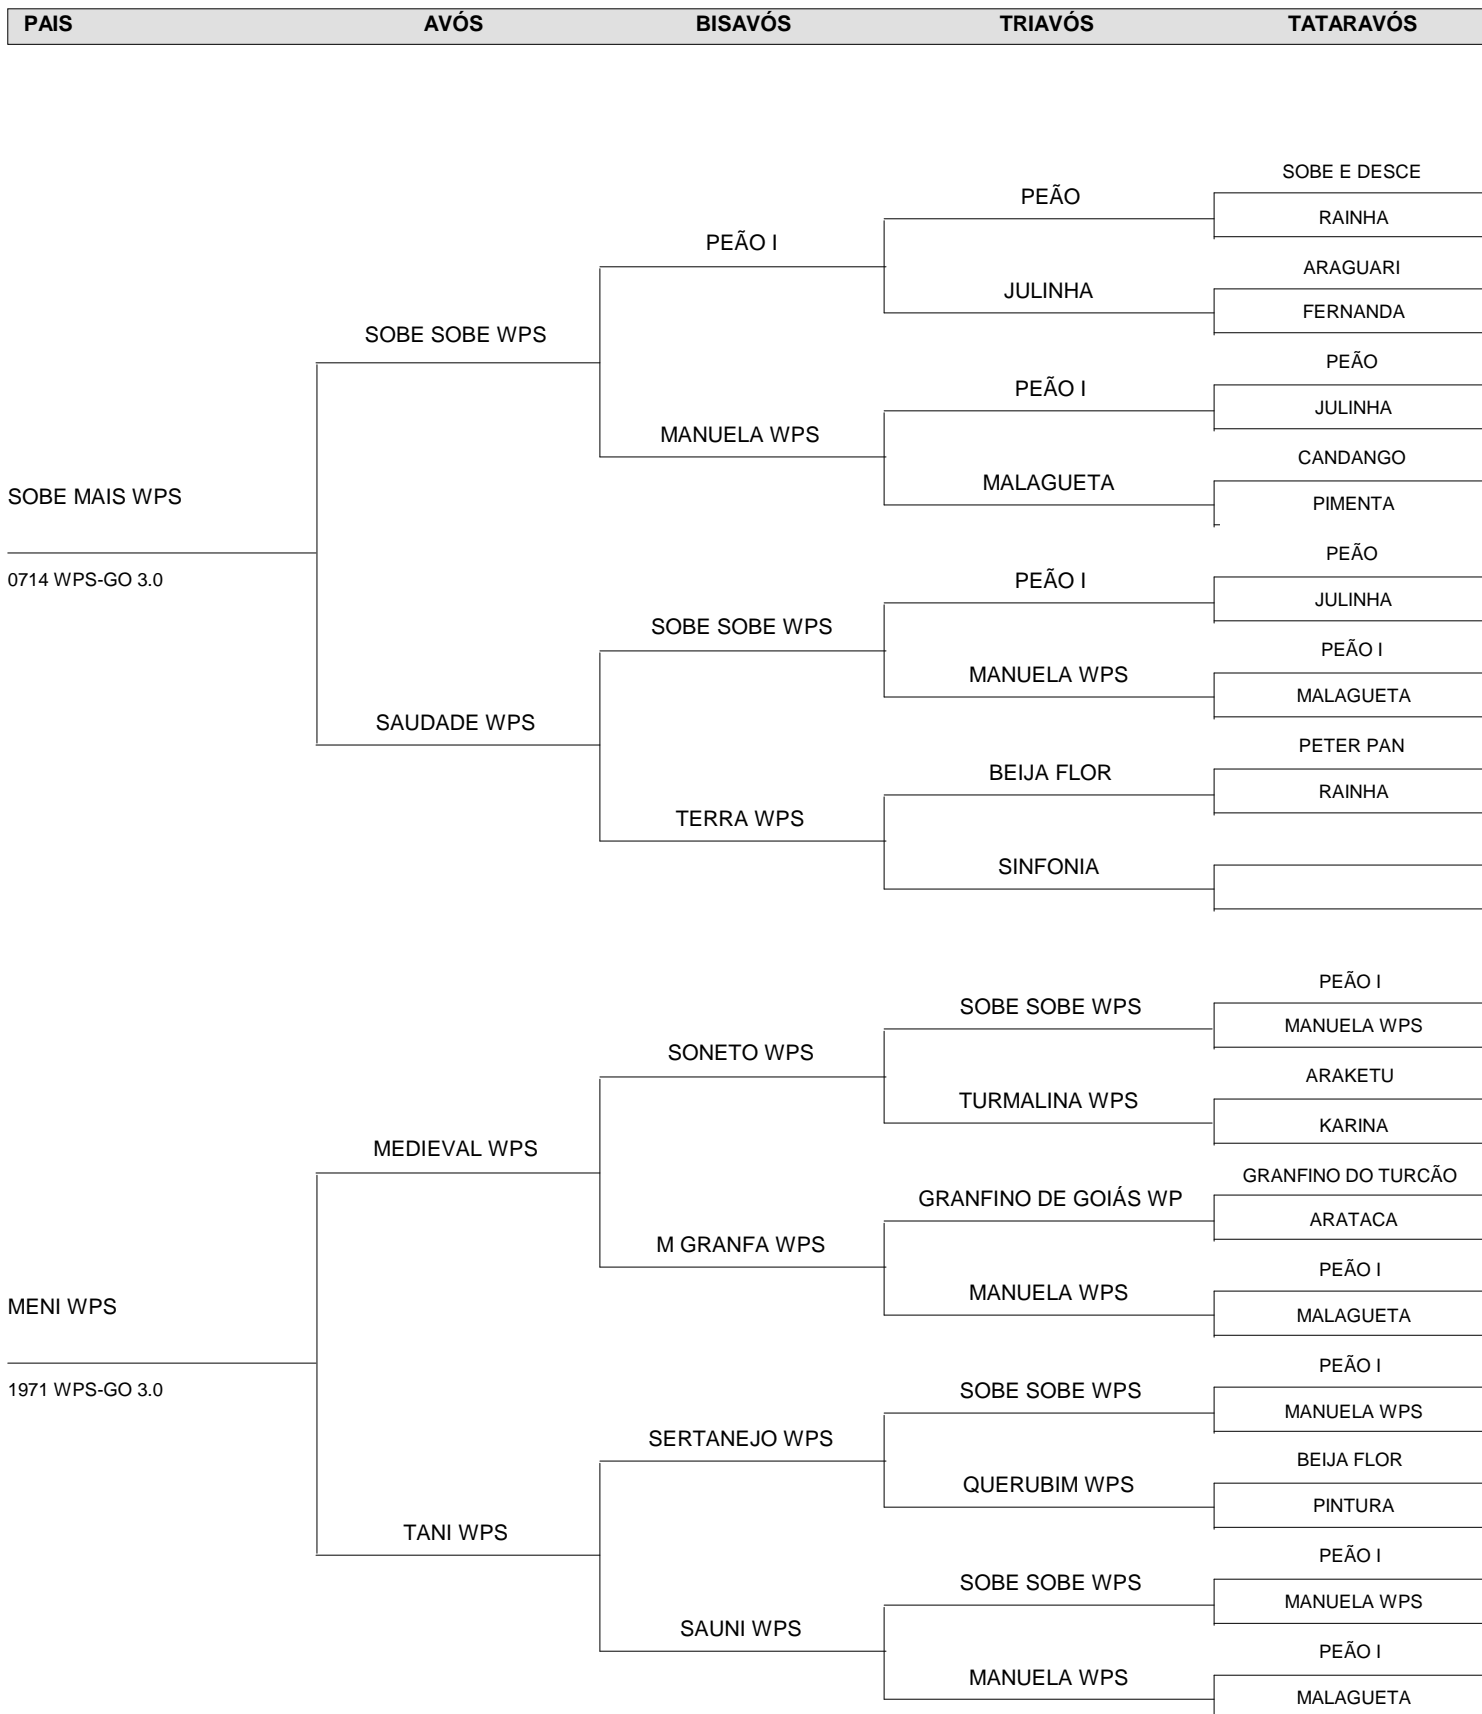 PAIS AVÓS BISAVÓS TRIAVÓS TATARAVÓS
SOBE E DESCE
PEÃO
RAINHA
PEÃO I
ARAGUARI
JULINHA
FERNANDA
SOBE SOBE WPS
PEÃO
PEÃO I
JULINHA
MANUELA WPS
CANDANGO
MALAGUETA
SOBE MAIS WPS
PIMENTA
PEÃO
0714 WPS-GO 3.0
PEÃO I
JULINHA
SOBE SOBE WPS
PEÃO I
MANUELA WPS
MALAGUETA
SAUDADE WPS
PETER PAN
BEIJA FLOR
RAINHA
TERRA WPS
SINFONIA
PEÃO I
SOBE SOBE WPS
MANUELA WPS
SONETO WPS
ARAKETU
TURMALINA WPS
KARINA
MEDIEVAL WPS
GRANFINO DO TURCÃO
GRANFINO DE GOIÁS WP
ARATACA
M GRANFA WPS
PEÃO I
MANUELA WPS
MENI WPS
MALAGUETA
PEÃO I
1971 WPS-GO 3.0
SOBE SOBE WPS
MANUELA WPS
SERTANEJO WPS
BEIJA FLOR
QUERUBIM WPS
PINTURA
TANI WPS
PEÃO I
SOBE SOBE WPS
MANUELA WPS
SAUNI WPS
PEÃO I
MANUELA WPS
MALAGUETA